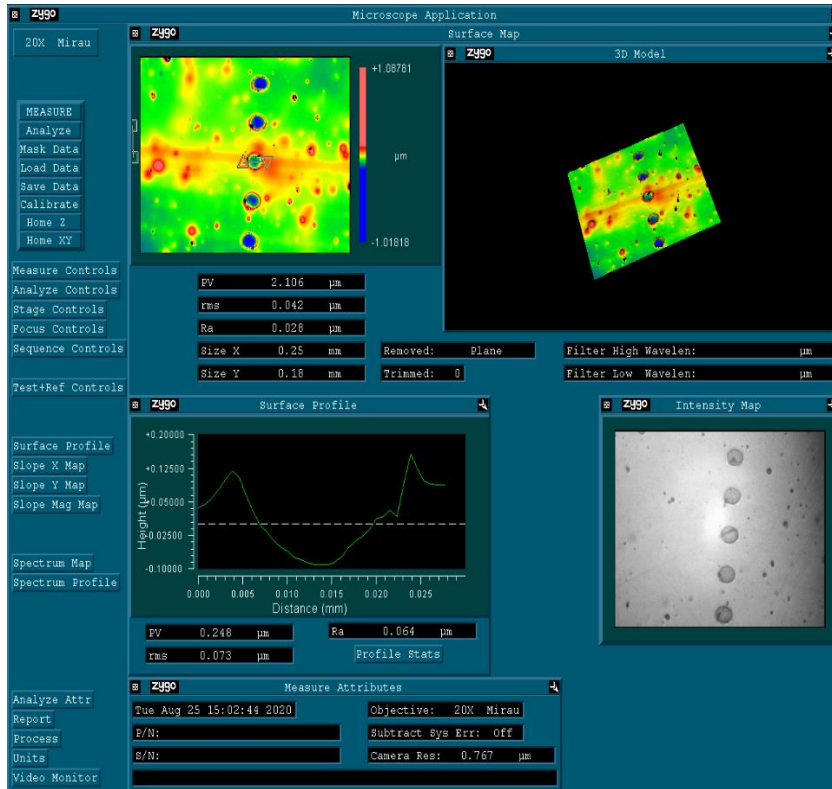 zygo Microscope Application
20X Mirau
MEASURE
Analyze
Mask Data
Load Data
Save Data
Calibrate
Home Z
Home XY
Measure Controls
Analyze Controls
Stage Controls
Focus Controls
Sequence Controls
Test+Ref Controls
Surface Profile
Slope X Map
Slope Y Map
Slope Mag Map
Spectrum Map
Spectrum Profile
Analyze Attr
Report
Process
Units
Video Monitor
zygo Surface Map
+1.08781
µm
-1.01818
PV 2.106 µm
rms 0.042 µm
Ra 0.028 µm
Size X 0.25 mm
Size Y 0.18 mm
zygo 3D Model
Removed: Plane
Trimmed: 0
Filter High Wavelen: µm
Filter Low Wavelen: µm
zygo Surface Profile
+0.20000
+0.12500
+0.05000
-0.02500
-0.10000
Height (µm)
0.000 0.005 0.010 0.015 0.020 0.025
Distance (mm)
PV 0.248 µm
rms 0.073 µm
Ra 0.064 µm
Profile Stats
zygo Intensity Map
zygo Measure Attributes
Tue Aug 25 15:02:44 2020
P/N:
S/N:
Objective: 20X Mirau
Subtract Sys Err: Off
Camera Res: 0.767 µm